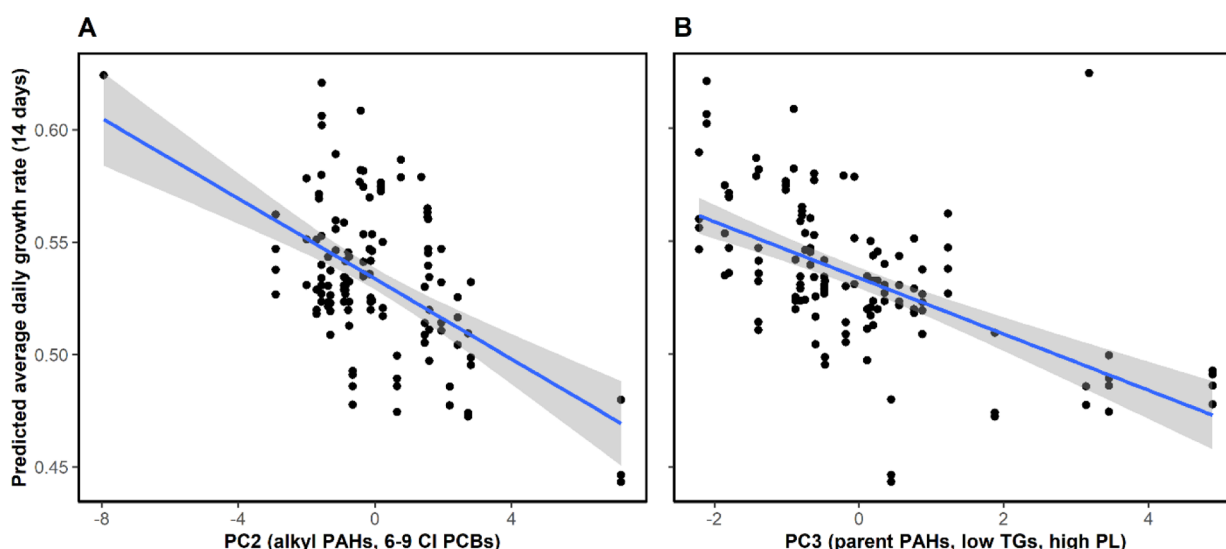 A
B
Predicted average daily growth rate (14 days)
0.60
0.55
0.50
0.45
-8
-4
0
4
-2
0
2
4
PC2 (alkyl PAHs, 6-9 Cl PCBs)
PC3 (parent PAHs, low TGs, high PL)